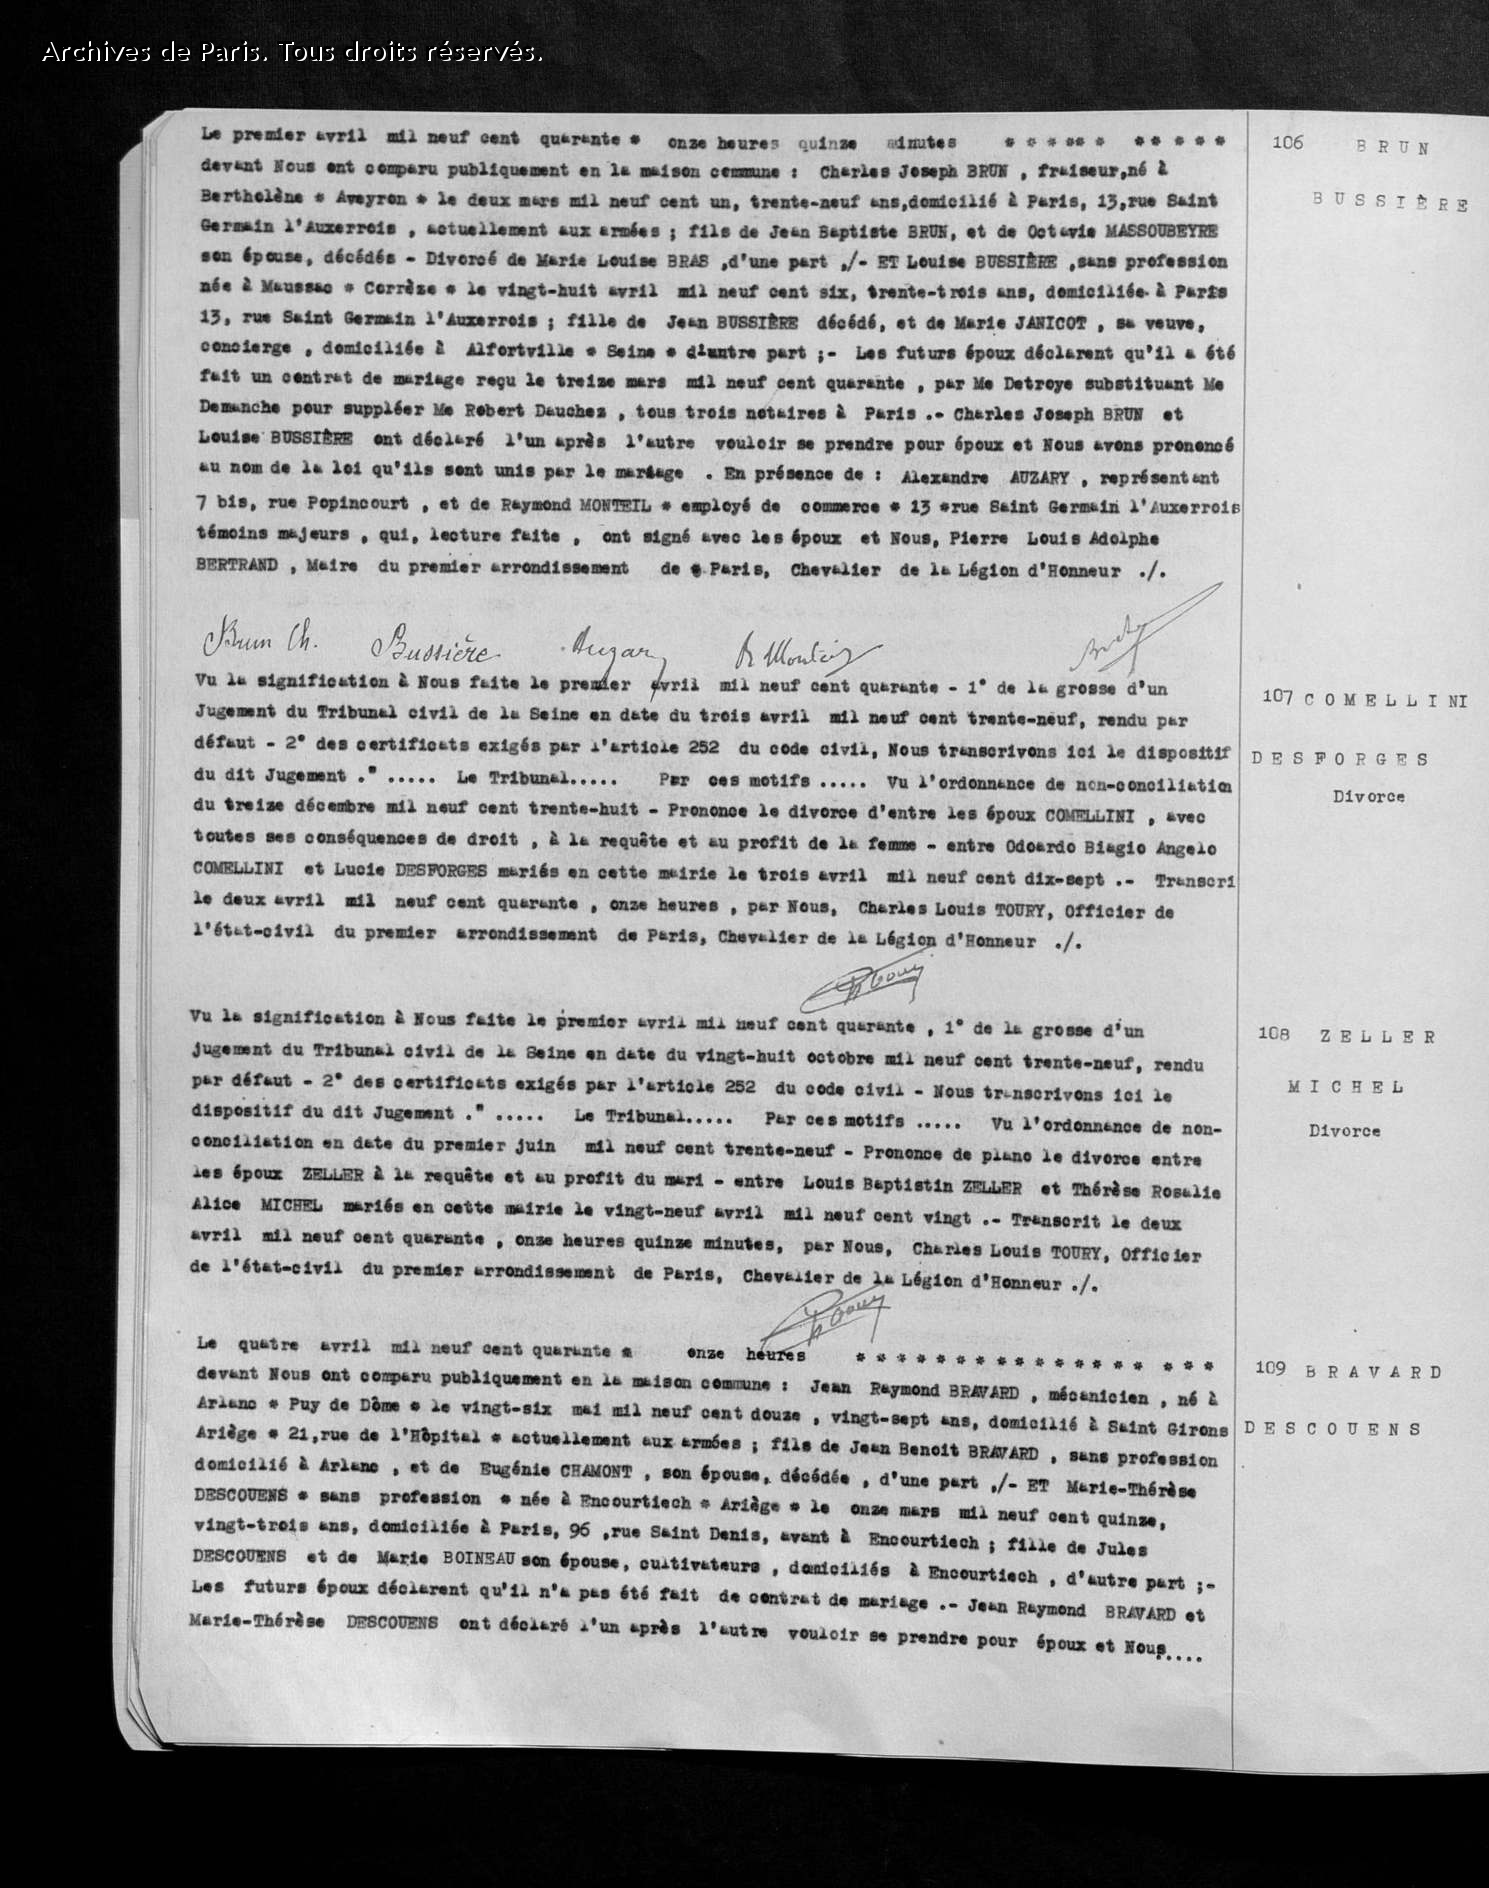 Archives de Paris. Tous droits réservés.
Le premier avril mil neuf cent quarante * onze heures quinze minutes * * * * * * * * * * *
devant Nous ont comparu publiquement en la maison commune : Charles Joseph BRUN , fraiseur,né à
Bertholène * Aveyron * le deux mars mil neuf cent un, trente-neuf ans,domicilié à Paris, 13,rue Saint
Germain l'Auxerrois , actuellement aux armées ; fils de Jean Baptiste BRUN, et de Octavie MASSOUBEYRE
son épouse, décédés - Divorcé de Marie Louise BRAS ,d'une part ,/- ET Louise BUSSIÈRE ,sans profession
née à Maussac * Corrèze * le vingt-huit avril mil neuf cent six, trente-trois ans, domiciliée à Paris
13, rue Saint Germain l'Auxerrois ; fille de Jean BUSSIÈRE décédé, et de Marie JANICOT , sa veuve,
concierge , domiciliée à Alfortville * Seine * d'autre part ;- Les futurs époux déclarent qu'il a été
fait un contrat de mariage reçu le treize mars mil neuf cent quarante , par Me Detroye substituant Me
Demanche pour suppléer Me Robert Dauchez , tous trois notaires à Paris .- Charles Joseph BRUN et
Louise BUSSIÈRE ont déclaré l'un après l'autre vouloir se prendre pour époux et Nous avons prononcé
au nom de la loi qu'ils sont unis par le mariage . En présence de : Alexandre AUZARY , représentant
7 bis, rue Popincourt , et de Raymond MONTEIL * employé de commerce * 13 *rue Saint Germain l'Auxerrois
témoins majeurs , qui, lecture faite , ont signé avec les époux et Nous, Pierre Louis Adolphe
BERTRAND , Maire du premier arrondissement de Paris, Chevalier de la Légion d'Honneur ./.
Brun Ch. Bussière Auzary R Monteil
Vu la signification à Nous faite le premier avril mil neuf cent quarante - 1° de la grosse d'un
Jugement du Tribunal civil de la Seine en date du trois avril mil neuf cent trente-neuf, rendu par
défaut - 2° des certificats exigés par l'article 252 du code civil, Nous transcrivons ici le dispositif
du dit Jugement ." ..... Le Tribunal..... Par ces motifs ..... Vu l'ordonnance de non-conciliation
du treize décembre mil neuf cent trente-huit - Prononce le divorce d'entre les époux COMELLINI , avec
toutes ses conséquences de droit , à la requête et au profit de la femme - entre Odoardo Biagio Angelo
COMELLINI et Lucie DESFORGES mariés en cette mairie le trois avril mil neuf cent dix-sept .- Transcri
le deux avril mil neuf cent quarante , onze heures , par Nous, Charles Louis TOURY, Officier de
l'état-civil du premier arrondissement de Paris, Chevalier de la Légion d'Honneur ./.
Vu la signification à Nous faite le premier avril mil neuf cent quarante , 1° de la grosse d'un
jugement du Tribunal civil de la Seine en date du vingt-huit octobre mil neuf cent trente-neuf, rendu
par défaut - 2° des certificats exigés par l'article 252 du code civil - Nous transcrivons ici le
dispositif du dit Jugement ." ..... Le Tribunal..... Par ces motifs ..... Vu l'ordonnance de non-
conciliation en date du premier juin mil neuf cent trente-neuf - Prononce de plano le divorce entre
les époux ZELLER à la requête et au profit du mari - entre Louis Baptistin ZELLER et Thérèse Rosalie
Alice MICHEL mariés en cette mairie le vingt-neuf avril mil neuf cent vingt .- Transcrit le deux
avril mil neuf cent quarante , onze heures quinze minutes, par Nous, Charles Louis TOURY, Officier
de l'état-civil du premier arrondissement de Paris, Chevalier de la Légion d'Honneur ./.
Le quatre avril mil neuf cent quarante * onze heures * * * * * * * * * * * * * * * * * *
devant Nous ont comparu publiquement en la maison commune : Jean Raymond BRAVARD , mécanicien , né à
Arlanc * Puy de Dôme * le vingt-six mai mil neuf cent douze , vingt-sept ans, domicilié à Saint Girons
Ariège * 21,rue de l'Hôpital * actuellement aux armées ; fils de Jean Benoit BRAVARD , sans profession
domicilié à Arlanc , et de Eugénie CHAMONT , son épouse, décédée , d'une part ,/- ET Marie-Thérèse
DESCOUENS * sans profession * née à Encourtiech * Ariège * le onze mars mil neuf cent quinze,
vingt-trois ans, domiciliée à Paris, 96 ,rue Saint Denis, avant à Encourtiech ; fille de Jules
DESCOUENS et de Marie BOINEAU son épouse, cultivateurs , domiciliés à Encourtiech , d'autre part ;-
Les futurs époux déclarent qu'il n'a pas été fait de contrat de mariage .- Jean Raymond BRAVARD et
Marie-Thérèse DESCOUENS ont déclaré l'un après l'autre vouloir se prendre pour époux et Nous.....
106 BRUN
BUSSIÈRE
107 COMELLINI
DESFORGES
Divorce
108 ZELLER
MICHEL
Divorce
109 BRAVARD
DESCOUENS